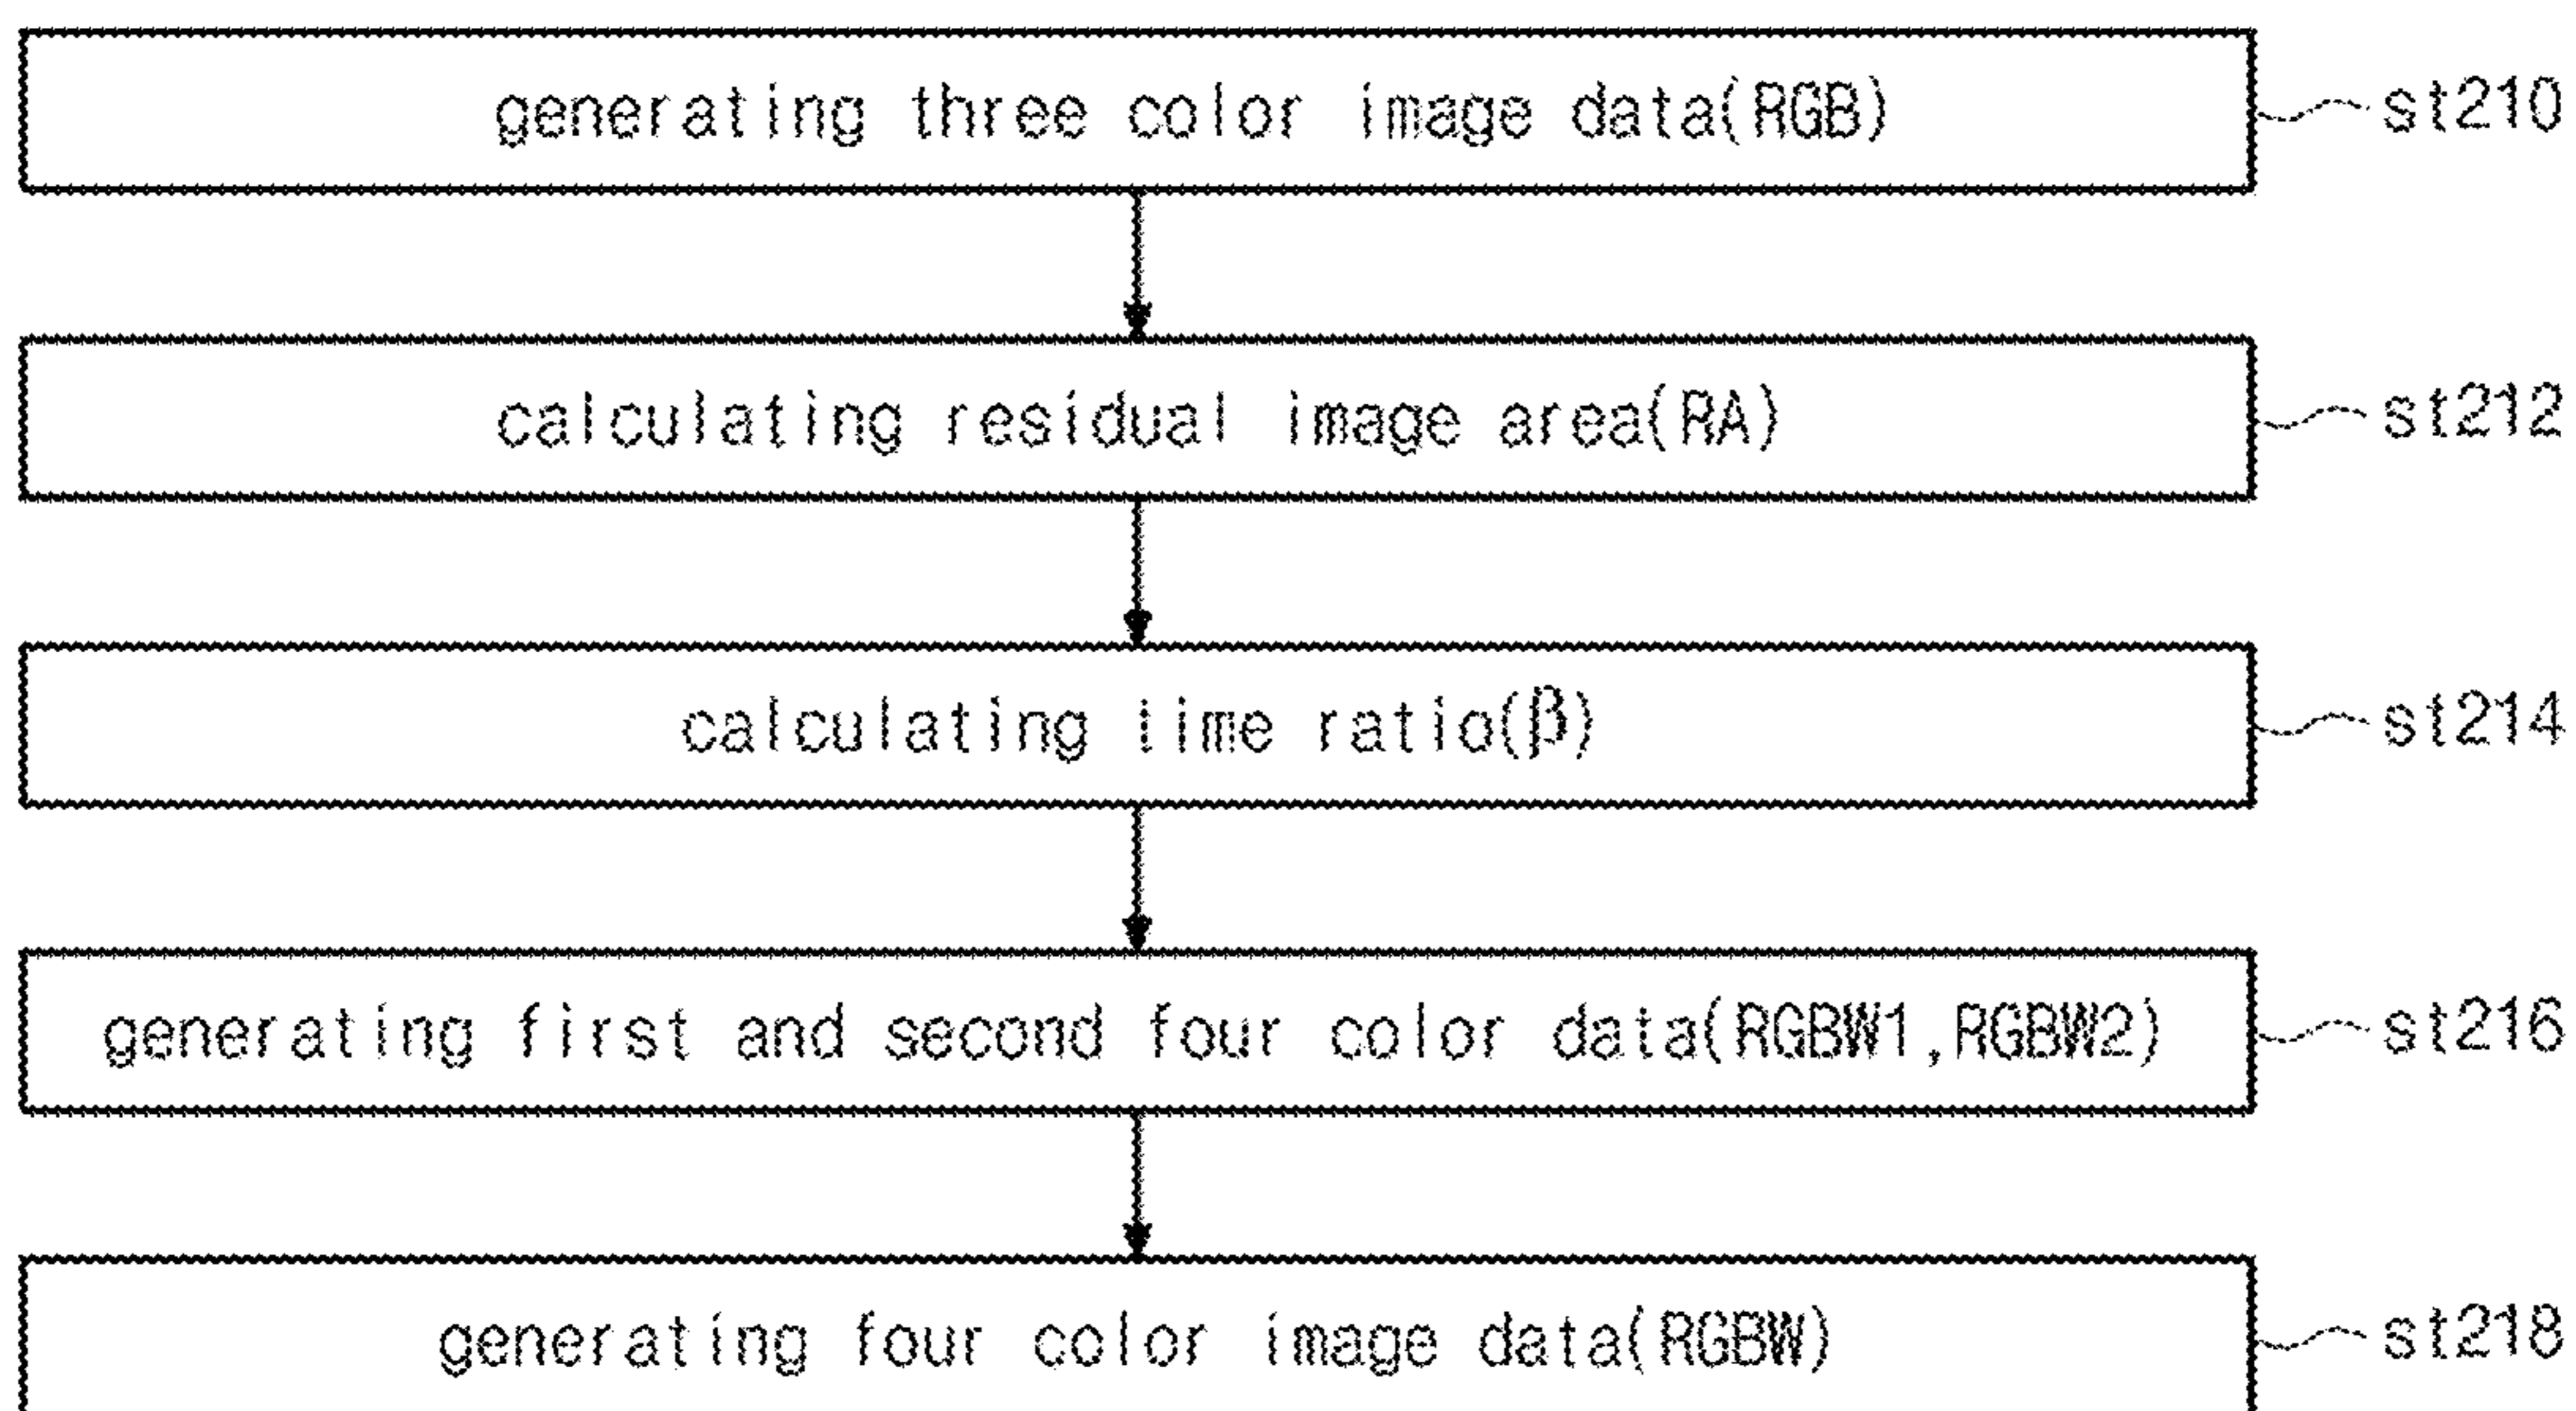 generating three color image data(RGB) st210
calculating residual image area(RA) st212
calculating time ratio(β) st214
generating first and second four color data(RGBW1,RGBW2) st216
generating four color image data(RGBW) st218